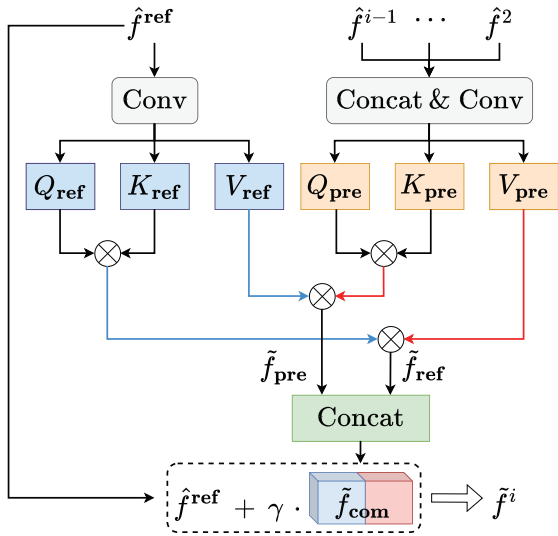 f̂^ref f̂^{i−1} ⋯ f̂^2
Conv Concat & Conv
Q_ref K_ref V_ref Q_pre K_pre V_pre
⊗ ⊗
⊗
⊗
f̃_pre f̃_ref
Concat
f̂^ref + γ · f̃_com f̃^i